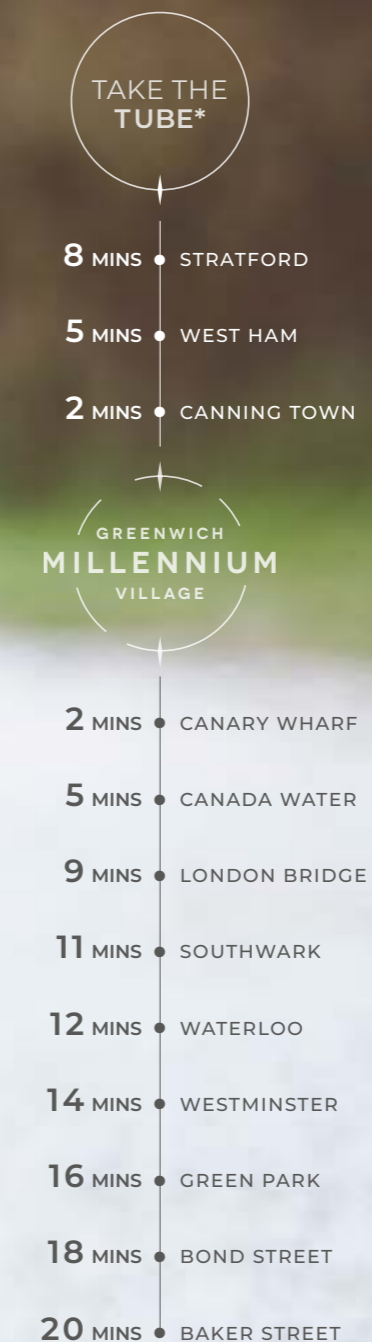 TAKE THE
TUBE*
8 MINS STRATFORD
5 MINS WEST HAM
2 MINS CANNING TOWN
GREENWICH
MILLENNIUM
VILLAGE
2 MINS CANARY WHARF
5 MINS CANADA WATER
9 MINS LONDON BRIDGE
11 MINS SOUTHWARK
12 MINS WATERLOO
14 MINS WESTMINSTER
16 MINS GREEN PARK
18 MINS BOND STREET
20 MINS BAKER STREET